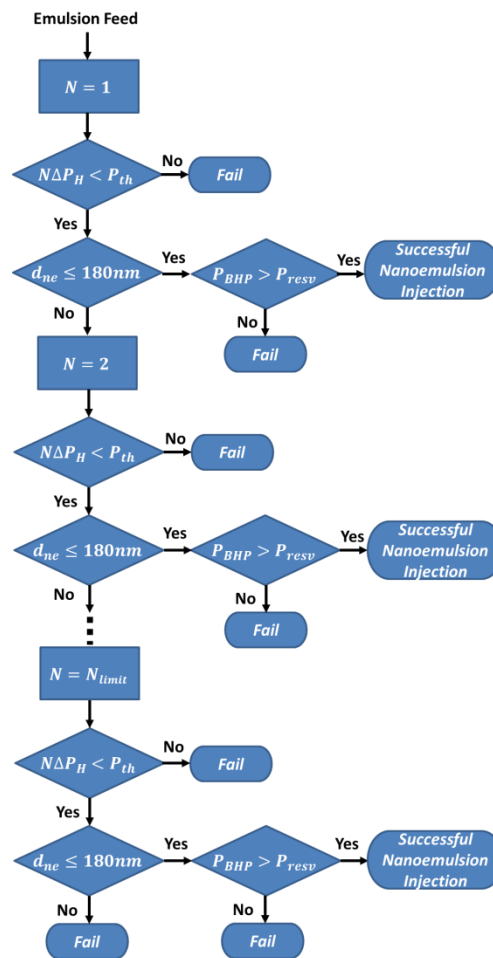 Emulsion Feed
N = 1
NΔP_H < P_th
No
Fail
Yes
d_ne ≤ 180nm
Yes
P_BHP > P_resv
Yes
Successful
Nanoemulsion
Injection
No
No
Fail
N = 2
NΔP_H < P_th
No
Fail
Yes
d_ne ≤ 180nm
Yes
P_BHP > P_resv
Yes
Successful
Nanoemulsion
Injection
No
No
Fail
N = N_limit
NΔP_H < P_th
No
Fail
Yes
d_ne ≤ 180nm
Yes
P_BHP > P_resv
Yes
Successful
Nanoemulsion
Injection
No
No
Fail
Fail